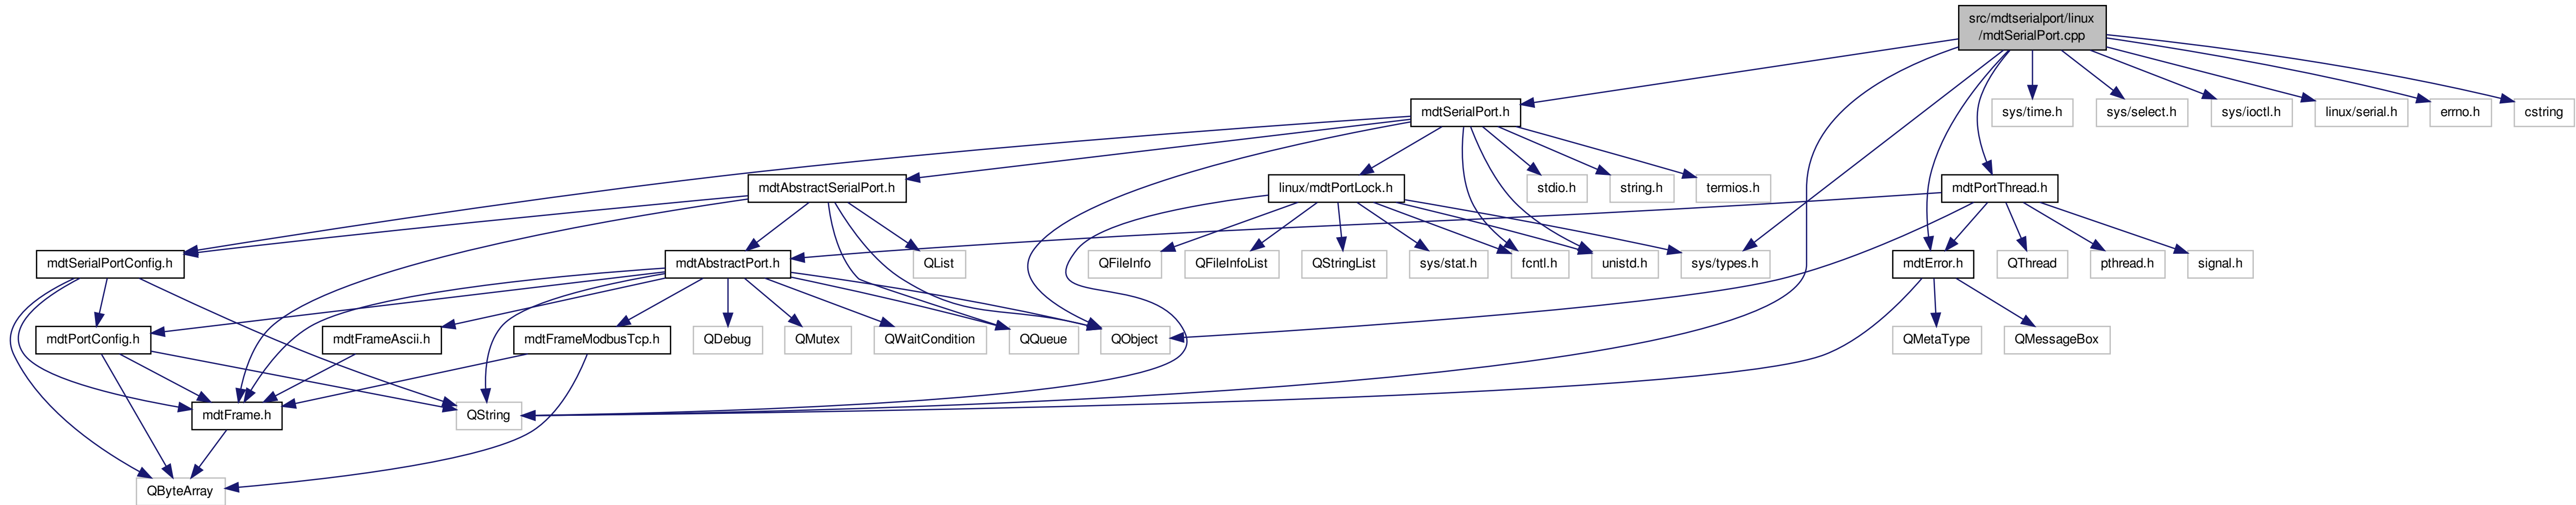 src/mdtserialport/linux
/mdtSerialPort.cpp
mdtSerialPort.h
sys/time.h
sys/select.h
sys/ioctl.h
linux/serial.h
errno.h
cstring
mdtAbstractSerialPort.h
linux/mdtPortLock.h
stdio.h
string.h
termios.h
mdtPortThread.h
mdtSerialPortConfig.h
mdtAbstractPort.h
QList
QFileInfo
QFileInfoList
QStringList
sys/stat.h
fcntl.h
unistd.h
sys/types.h
mdtError.h
QThread
pthread.h
signal.h
mdtPortConfig.h
mdtFrameAscii.h
mdtFrameModbusTcp.h
QDebug
QMutex
QWaitCondition
QQueue
QObject
QMetaType
QMessageBox
mdtFrame.h
QString
QByteArray